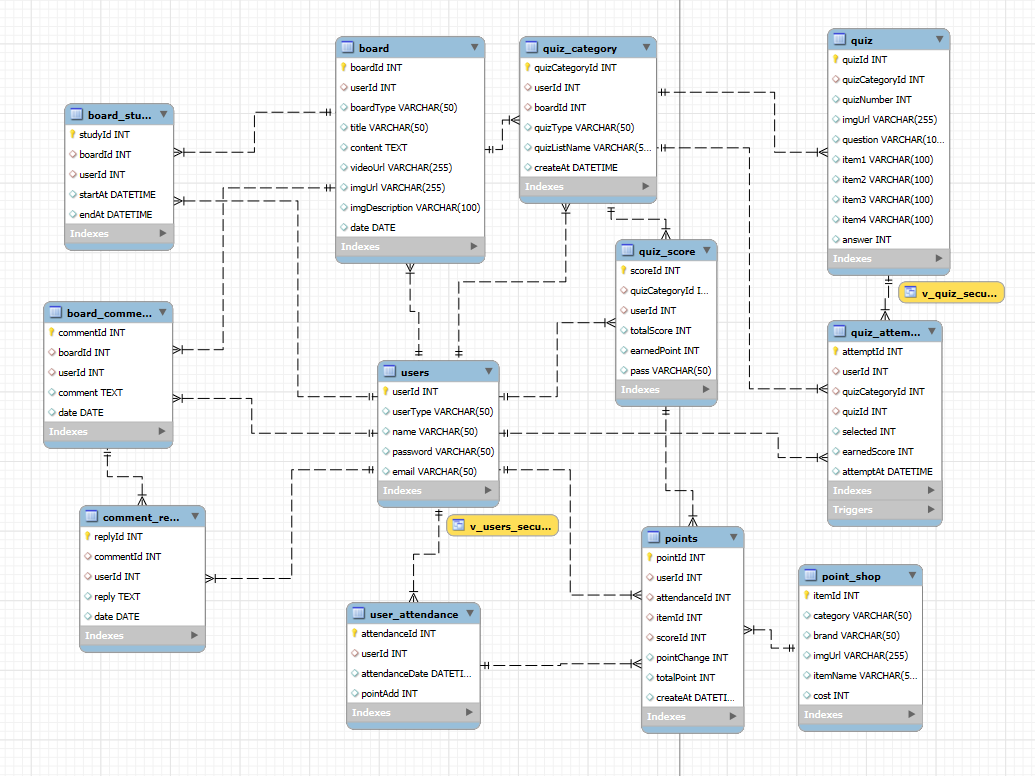 board
boardId INT
userId INT
boardType VARCHAR(50)
title VARCHAR(50)
content TEXT
videoUrl VARCHAR(255)
imgUrl VARCHAR(255)
imgDescription VARCHAR(100)
date DATE
Indexes
quiz_category
quizCategoryId INT
userId INT
boardId INT
quizType VARCHAR(50)
quizListName VARCHAR(5...
createAt DATETIME
Indexes
quiz
quizId INT
quizCategoryId INT
quizNumber INT
imgUrl VARCHAR(255)
question VARCHAR(10...
item1 VARCHAR(100)
item2 VARCHAR(100)
item3 VARCHAR(100)
item4 VARCHAR(100)
answer INT
Indexes
board_stu...
studyId INT
boardId INT
userId INT
startAt DATETIME
endAt DATETIME
Indexes
quiz_score
scoreId INT
quizCategoryId I...
userId INT
totalScore INT
earnedPoint INT
pass VARCHAR(50)
Indexes
v_quiz_secu...
board_comme...
commentId INT
boardId INT
userId INT
comment TEXT
date DATE
Indexes
users
userId INT
userType VARCHAR(50)
name VARCHAR(50)
password VARCHAR(50)
email VARCHAR(50)
Indexes
quiz_attem...
attemptId INT
userId INT
quizCategoryId INT
quizId INT
selected INT
earnedScore INT
attemptAt DATETIME
Indexes
Triggers
v_users_secu...
comment_re...
replyId INT
commentId INT
userId INT
reply TEXT
date DATE
Indexes
user_attendance
attendanceId INT
userId INT
attendanceDate DATETI...
pointAdd INT
Indexes
points
pointId INT
userId INT
attendanceId INT
itemId INT
scoreId INT
pointChange INT
totalPoint INT
createAt DATETI...
Indexes
point_shop
itemId INT
category VARCHAR(50)
brand VARCHAR(50)
imgUrl VARCHAR(255)
itemName VARCHAR(5...
cost INT
Indexes